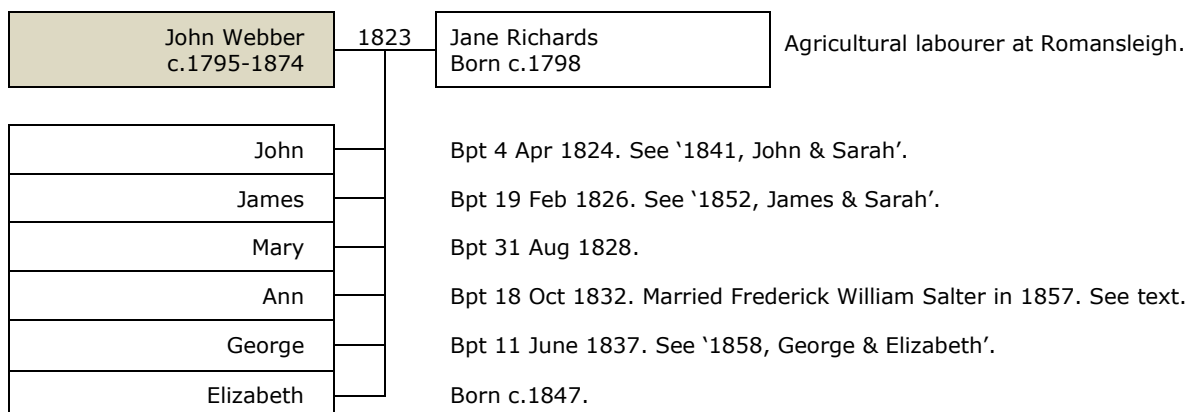 John Webber
c.1795-1874
1823
Jane Richards
Born c.1798
Agricultural labourer at Romansleigh.
John
Bpt 4 Apr 1824. See ‘1841, John & Sarah’.
James
Bpt 19 Feb 1826. See ‘1852, James & Sarah’.
Mary
Bpt 31 Aug 1828.
Ann
Bpt 18 Oct 1832. Married Frederick William Salter in 1857. See text.
George
Bpt 11 June 1837. See ‘1858, George & Elizabeth’.
Elizabeth
Born c.1847.